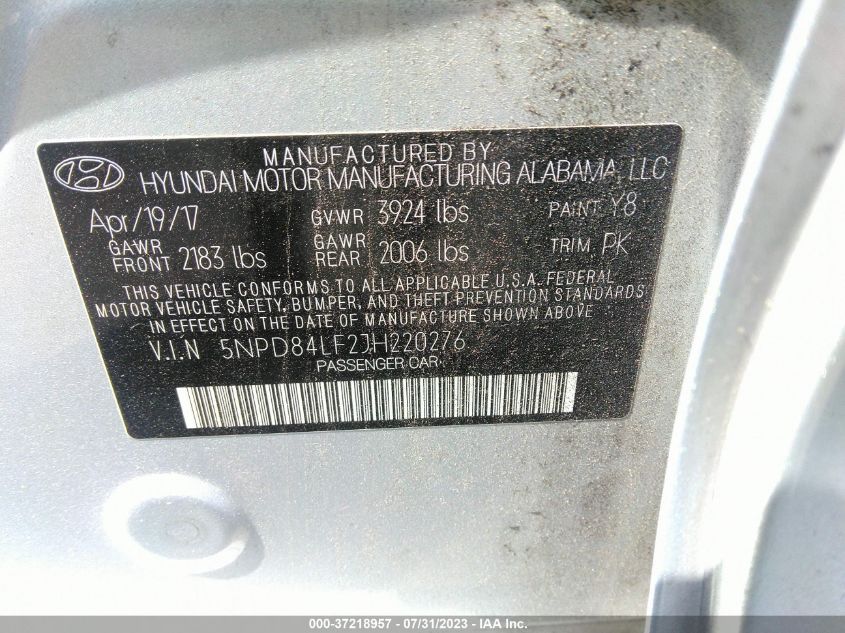 MANUFACTURED BY
HYUNDAI MOTOR MANUFACTURING ALABAMA, LLC
Apr/19/17 GVWR 3924 lbs PAINT Y8
GAWR FRONT 2183 lbs GAWR REAR 2006 lbs TRIM PK
THIS VEHICLE CONFORMS TO ALL APPLICABLE U.S.A. FEDERAL
MOTOR VEHICLE SAFETY, BUMPER, AND THEFT PREVENTION STANDARDS
IN EFFECT ON THE DATE OF MANUFACTURE SHOWN ABOVE.
V.I.N 5NPD84LF2JH220276
PASSENGER CAR
000-37218957 - 07/31/2023 - IAA Inc.